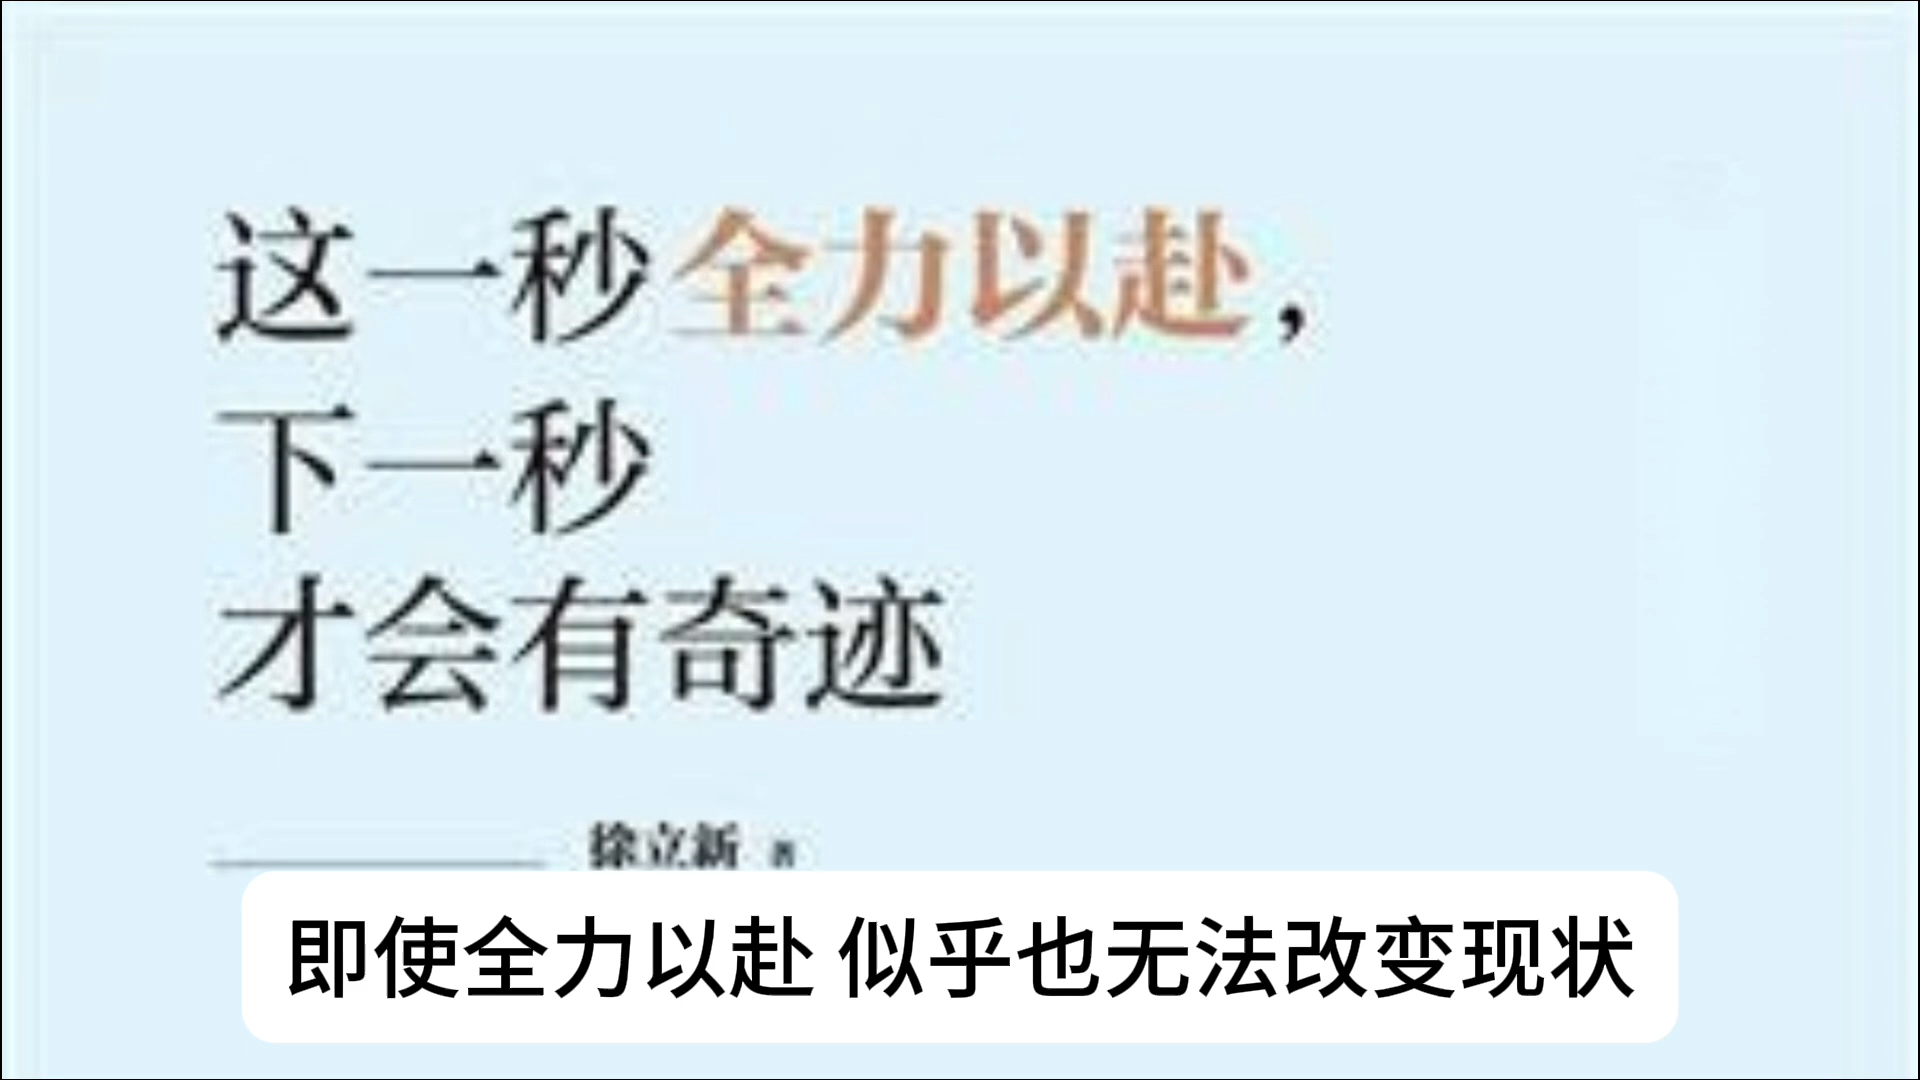 这一秒全力以赴，
下一秒
才会有奇迹
徐立新 著
即使全力以赴 似乎也无法改变现状